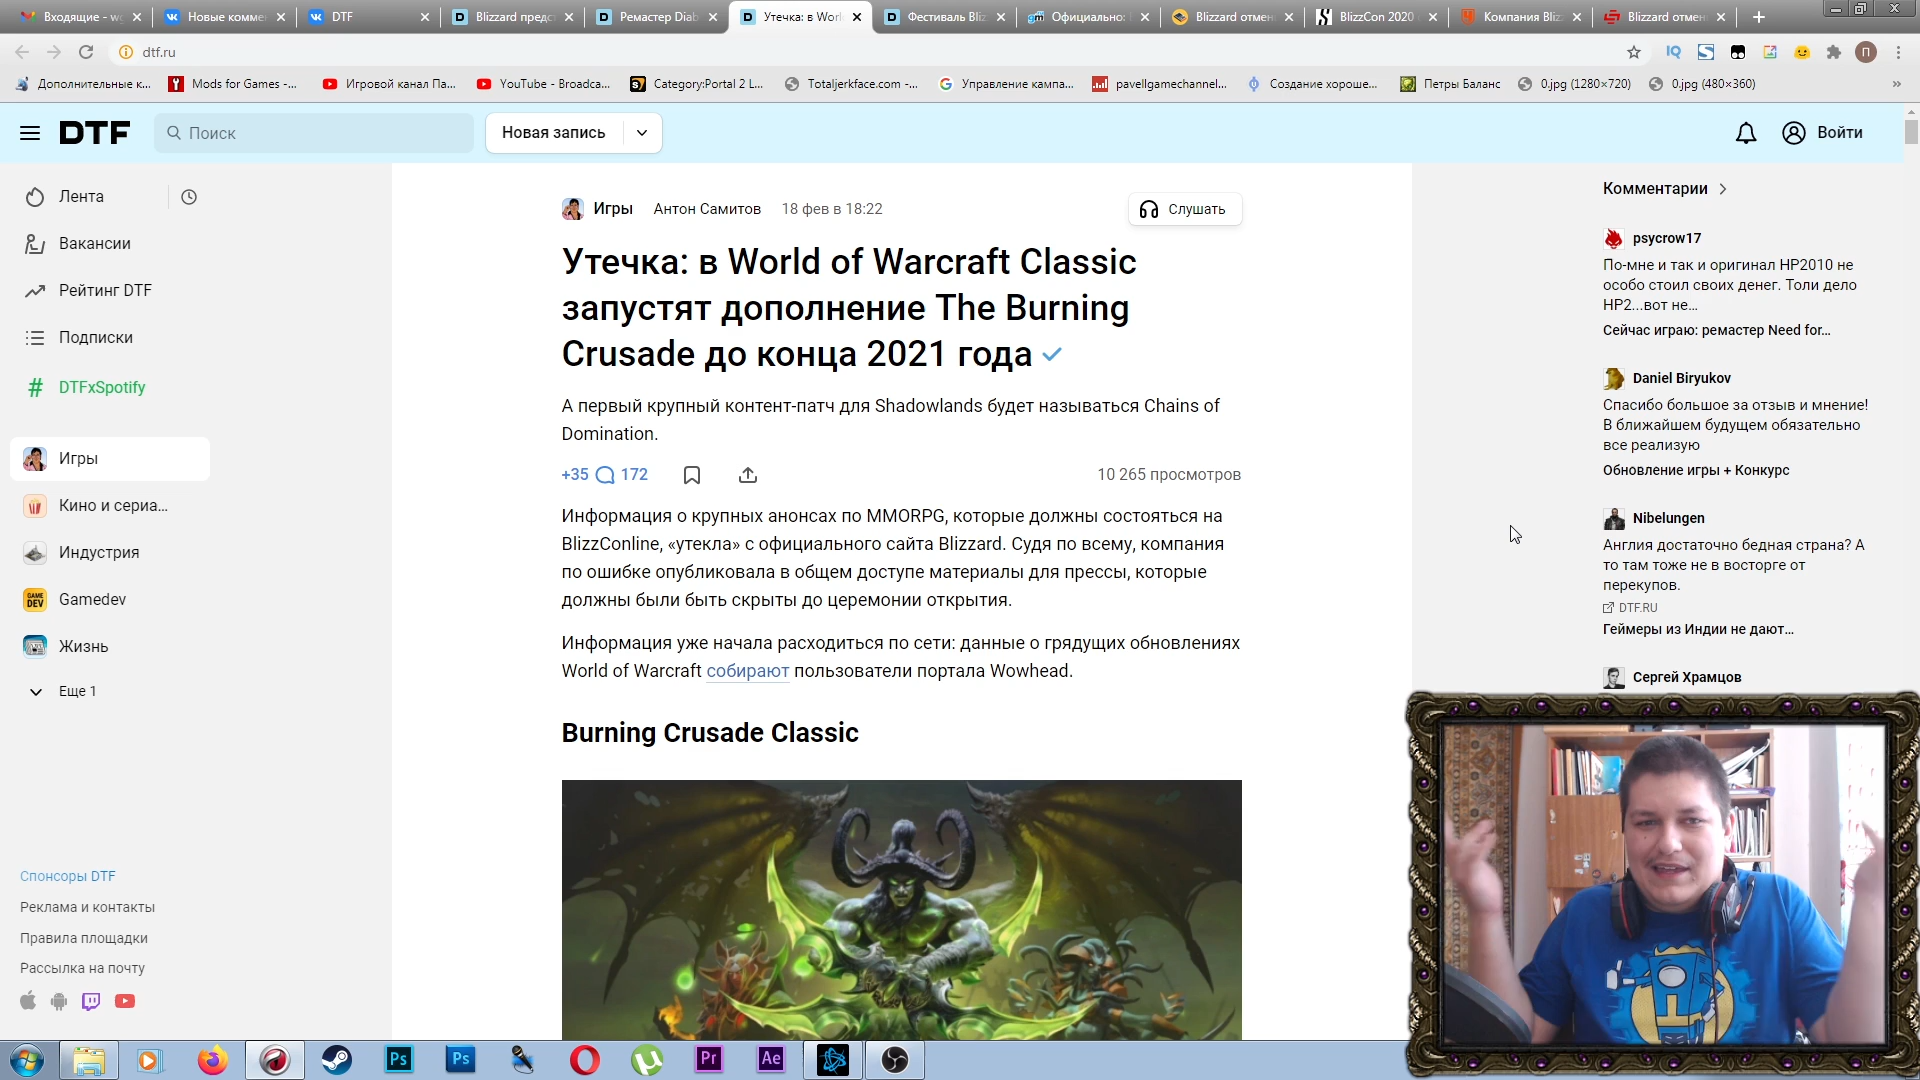 Входящие - wg
Новые комме
DTF
Blizzard предс
Ремастер Diab
Утечка: в Worl
Фестиваль Bliz
Официально:
Blizzard отмен
BlizzCon 2020
Компания Bliz
Blizzard отмен
dtf.ru
IQ
П
Дополнительные к...
Mods for Games -...
Игровой канал Па...
YouTube - Broadca...
Category:Portal 2 L...
Totaljerkface.com -...
Управление кампа...
pavellgamechannel...
Создание хороше...
Петры Баланс
0.jpg (1280×720)
0.jpg (480×360)
»
DTF
Поиск
Новая запись
Войти
Лента
Вакансии
Рейтинг DTF
Подписки
# DTFxSpotify
Игры
Кино и сериа...
Индустрия
GAME DEV
Gamedev
Жизнь
Еще 1
Спонсоры DTF
Реклама и контакты
Правила площадки
Рассылка на почту
Игры Антон Самитов 18 фев в 18:22
Слушать
Утечка: в World of Warcraft Classic
запустят дополнение The Burning
Crusade до конца 2021 года
А первый крупный контент-патч для Shadowlands будет называться Chains of
Domination.
+35 172
10 265 просмотров
Информация о крупных анонсах по MMORPG, которые должны состояться на
BlizzConline, «утекла» с официального сайта Blizzard. Судя по всему, компания
по ошибке опубликовала в общем доступе материалы для прессы, которые
должны были быть скрыты до церемонии открытия.
Информация уже начала расходиться по сети: данные о грядущих обновлениях
World of Warcraft собирают пользователи портала Wowhead.
Burning Crusade Classic
Комментарии
psycrow17
По-мне и так и оригинал HP2010 не
особо стоил своих денег. Толи дело
HP2...вот не...
Сейчас играю: ремастер Need for...
Daniel Biryukov
Спасибо большое за отзыв и мнение!
В ближайшем будущем обязательно
все реализую
Обновление игры + Конкурс
Nibelungen
Англия достаточно бедная страна? А
то там тоже не в восторге от
перекупов.
DTF.RU
Геймеры из Индии не дают...
Сергей Храмцов
Ps
Ps
Pr
Ae